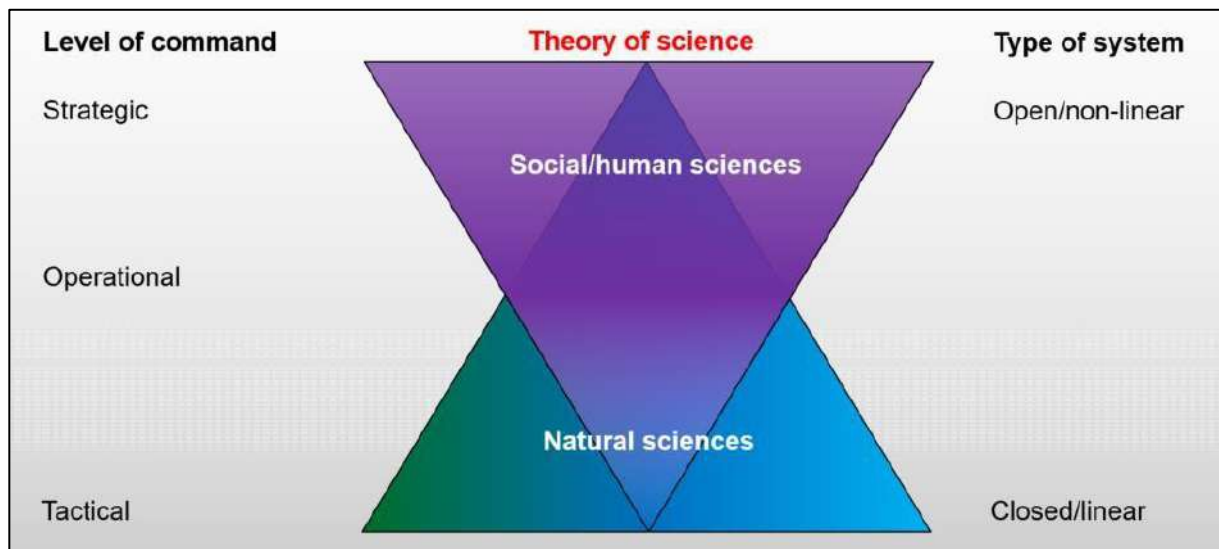 Level of command
Theory of science
Type of system
Strategic
Open/non-linear
Social/human sciences
Operational
Natural sciences
Tactical
Closed/linear